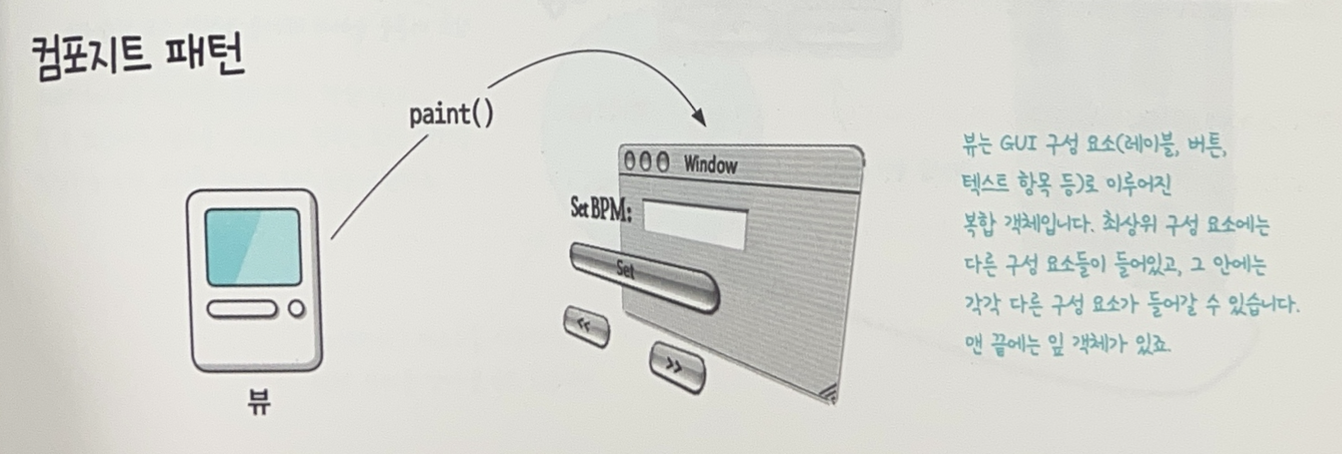 컴포지트 패턴
paint()
Window
Set BPM:
Set
<<
>>
뷰
뷰는 GUI 구성 요소(레이블, 버튼,
텍스트 항목 등)로 이루어진
복합 객체입니다. 최상위 구성 요소에는
다른 구성 요소들이 들어있고, 그 안에는
각각 다른 구성 요소가 들어갈 수 있습니다.
맨 끝에는 잎 객체가 있죠.